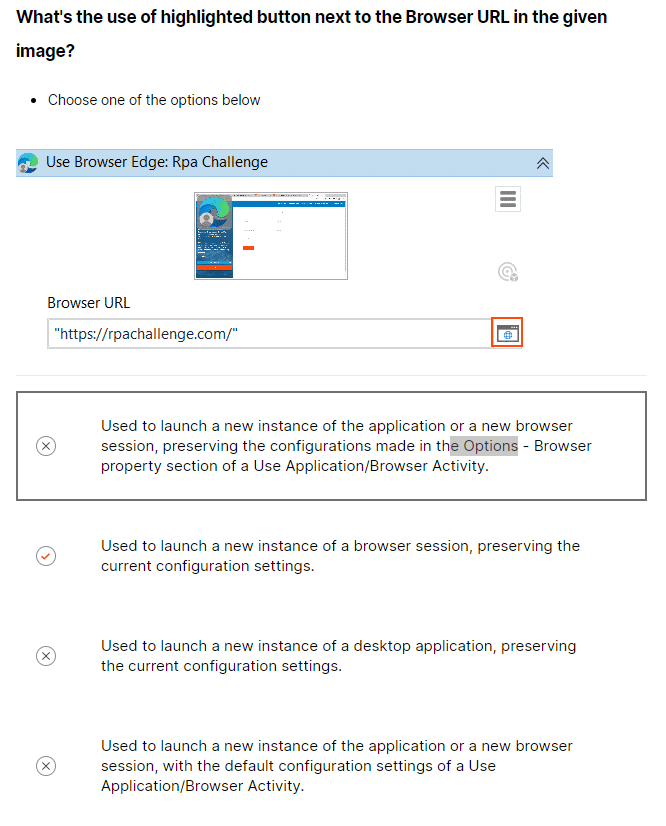 What's the use of highlighted button next to the Browser URL in the given
image?
Choose one of the options below
Use Browser Edge: Rpa Challenge
Browser URL
"https://rpachallenge.com/"
Used to launch a new instance of the application or a new browser
session, preserving the configurations made in the Options - Browser
property section of a Use Application/Browser Activity.
Used to launch a new instance of a browser session, preserving the
current configuration settings.
Used to launch a new instance of a desktop application, preserving
the current configuration settings.
Used to launch a new instance of the application or a new browser
session, with the default configuration settings of a Use
Application/Browser Activity.